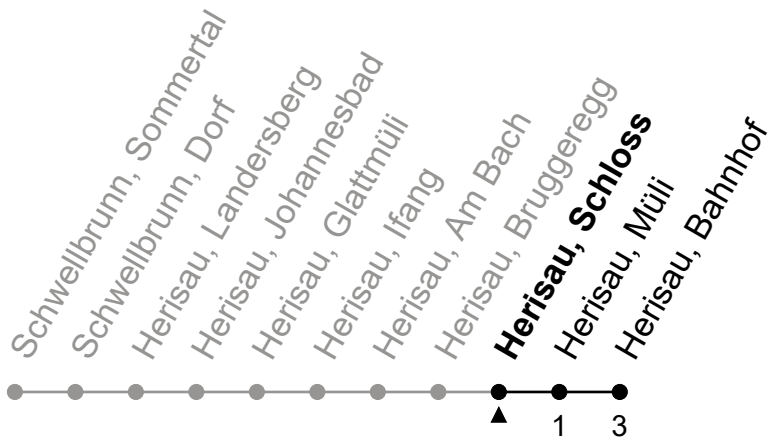 Schwellbrunn, Sommertal
Schwellbrunn, Dorf
Herisau, Landersberg
Herisau, Johannesbad
Herisau, Glattmüli
Herisau, Ifang
Herisau, Am Bach
Herisau, Bruggeregg
Herisau, Schloss
Herisau, Müli
Herisau, Bahnhof
1 3